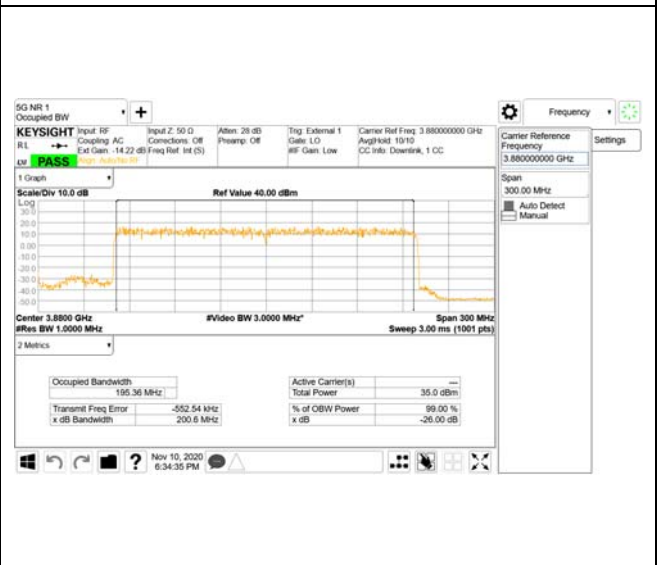 5G NR 1
Occupied BW
+
Frequency
KEYSIGHT
RL
PASS
Input: RF
Coupling: AC
Ext Gain: -14.22 dB
Align: Auto/No RF
Input Z: 50 Ω
Corrections: Off
Freq Ref: Int (S)
Atten: 28 dB
Preamp: Off
Trig: External 1
Gate: LO
#IF Gain: Low
Carrier Ref Freq: 3.880000000 GHz
Avg|Hold: 10/10
CC Info: Downlink, 1 CC
Carrier Reference
Frequency
3.880000000 GHz
Settings
Span
300.00 MHz
Auto Detect
Manual
1 Graph
Scale/Div 10.0 dB
Ref Value 40.00 dBm
Log
30.0
20.0
10.0
0.00
-10.0
-20.0
-30.0
-40.0
-50.0
Center 3.8800 GHz
#Video BW 3.0000 MHz*
Span 300 MHz
#Res BW 1.0000 MHz
Sweep 3.00 ms (1001 pts)
2 Metrics
Occupied Bandwidth
195.36 MHz
Active Carrier(s) —
Total Power 35.0 dBm
Transmit Freq Error -552.54 kHz
x dB Bandwidth 200.6 MHz
% of OBW Power 99.00 %
x dB -26.00 dB
?
Nov 10, 2020
6:34:35 PM